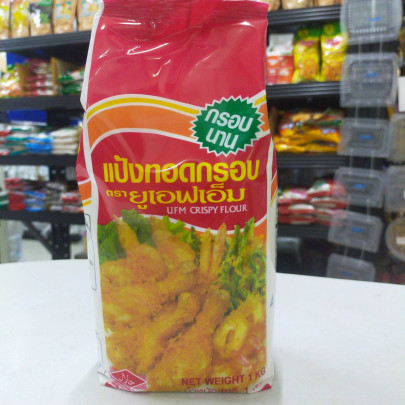 กรอบ
นาน
แป้งทอดกรอบ
ตรา ยูเอฟเอ็ม
UFM CRISPY FLOUR
NET WEIGHT 1 KG